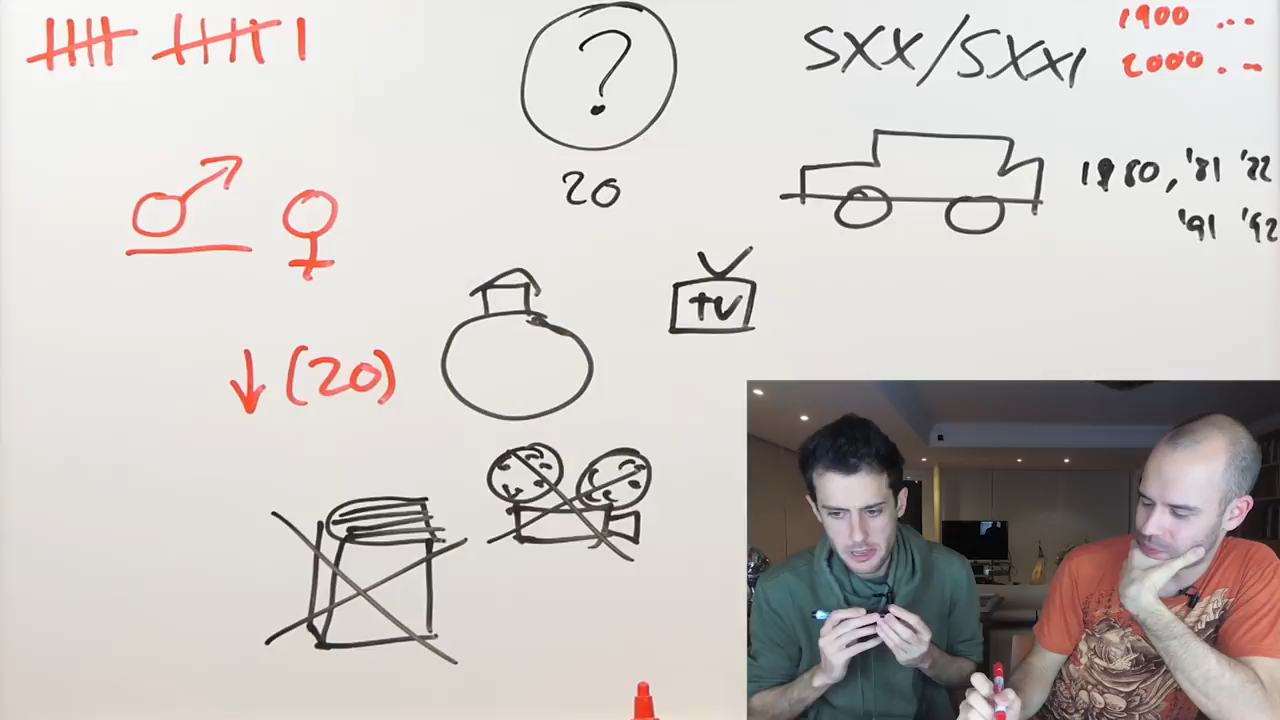 ?
20
SXX/SXXI
1900 ...
2000...
1980, '81 '82
'91 '92
TV
↓ (20)